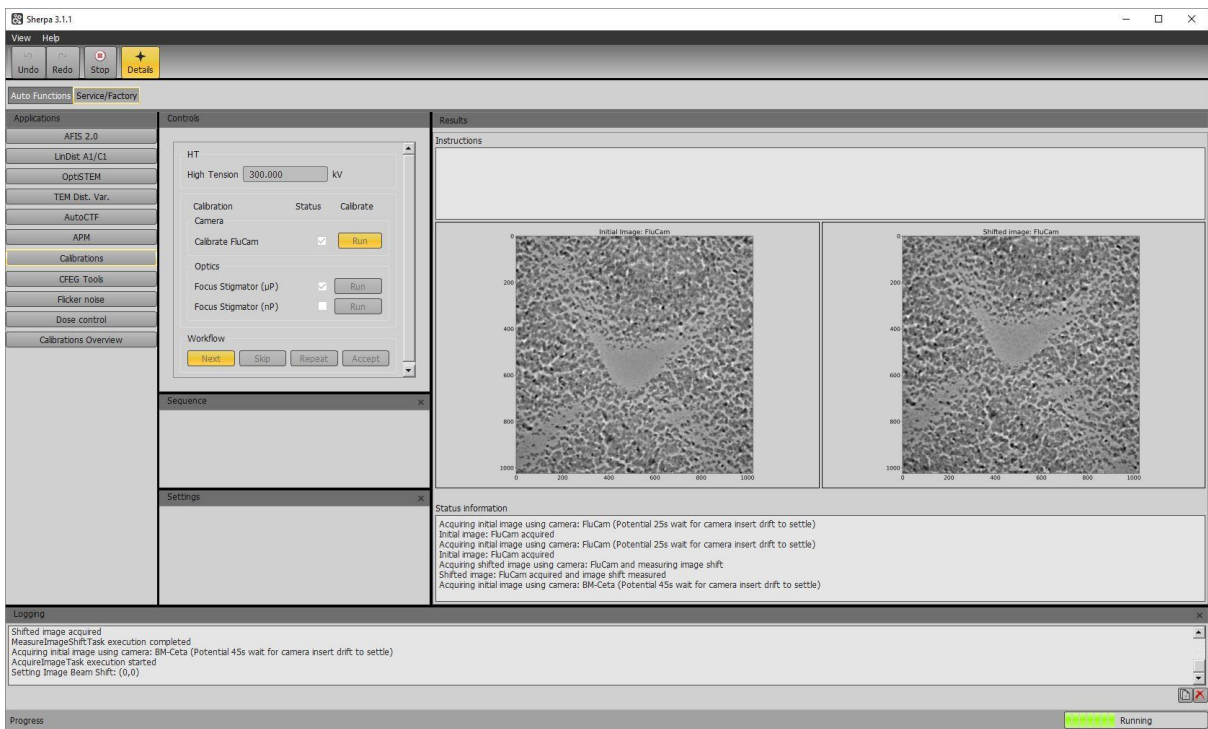 Sherpa 3.1.1
View Help
Undo Redo Stop Details
Auto Functions Service/Factory
Applications
AFIS 2.0
LinDist A1/C1
OptiSTEM
TEM Dist. Var.
AutoCTF
APM
Calibrations
CFEG Tools
Flicker noise
Dose control
Calibrations Overview
Controls
HT
High Tension 300.000 kV
Calibration Status Calibrate
Camera
Calibrate FluCam Run
Optics
Focus Stigmator (µP) Run
Focus Stigmator (nP) Run
Workflow
Next Skip Repeat Accept
Sequence
Settings
Results
Instructions
Initial Image: FluCam
0
200
400
600
800
1000
0 200 400 600 800 1000
Shifted image: FluCam
0
200
400
600
800
1000
0 200 400 600 800 1000
Status information
Acquiring initial image using camera: FluCam (Potential 25s wait for camera insert drift to settle)
Initial image: FluCam acquired
Acquiring initial image using camera: FluCam (Potential 25s wait for camera insert drift to settle)
Initial image: FluCam acquired
Acquiring shifted image using camera: FluCam and measuring image shift
Shifted image: FluCam acquired and image shift measured
Acquiring initial image using camera: BM-Ceta (Potential 45s wait for camera insert drift to settle)
Logging
Shifted image acquired
MeasureImageShiftTask execution completed
Acquiring initial image using camera: BM-Ceta (Potential 45s wait for camera insert drift to settle)
AcquireImageTask execution started
Setting Image Beam Shift: (0,0)
Progress Running